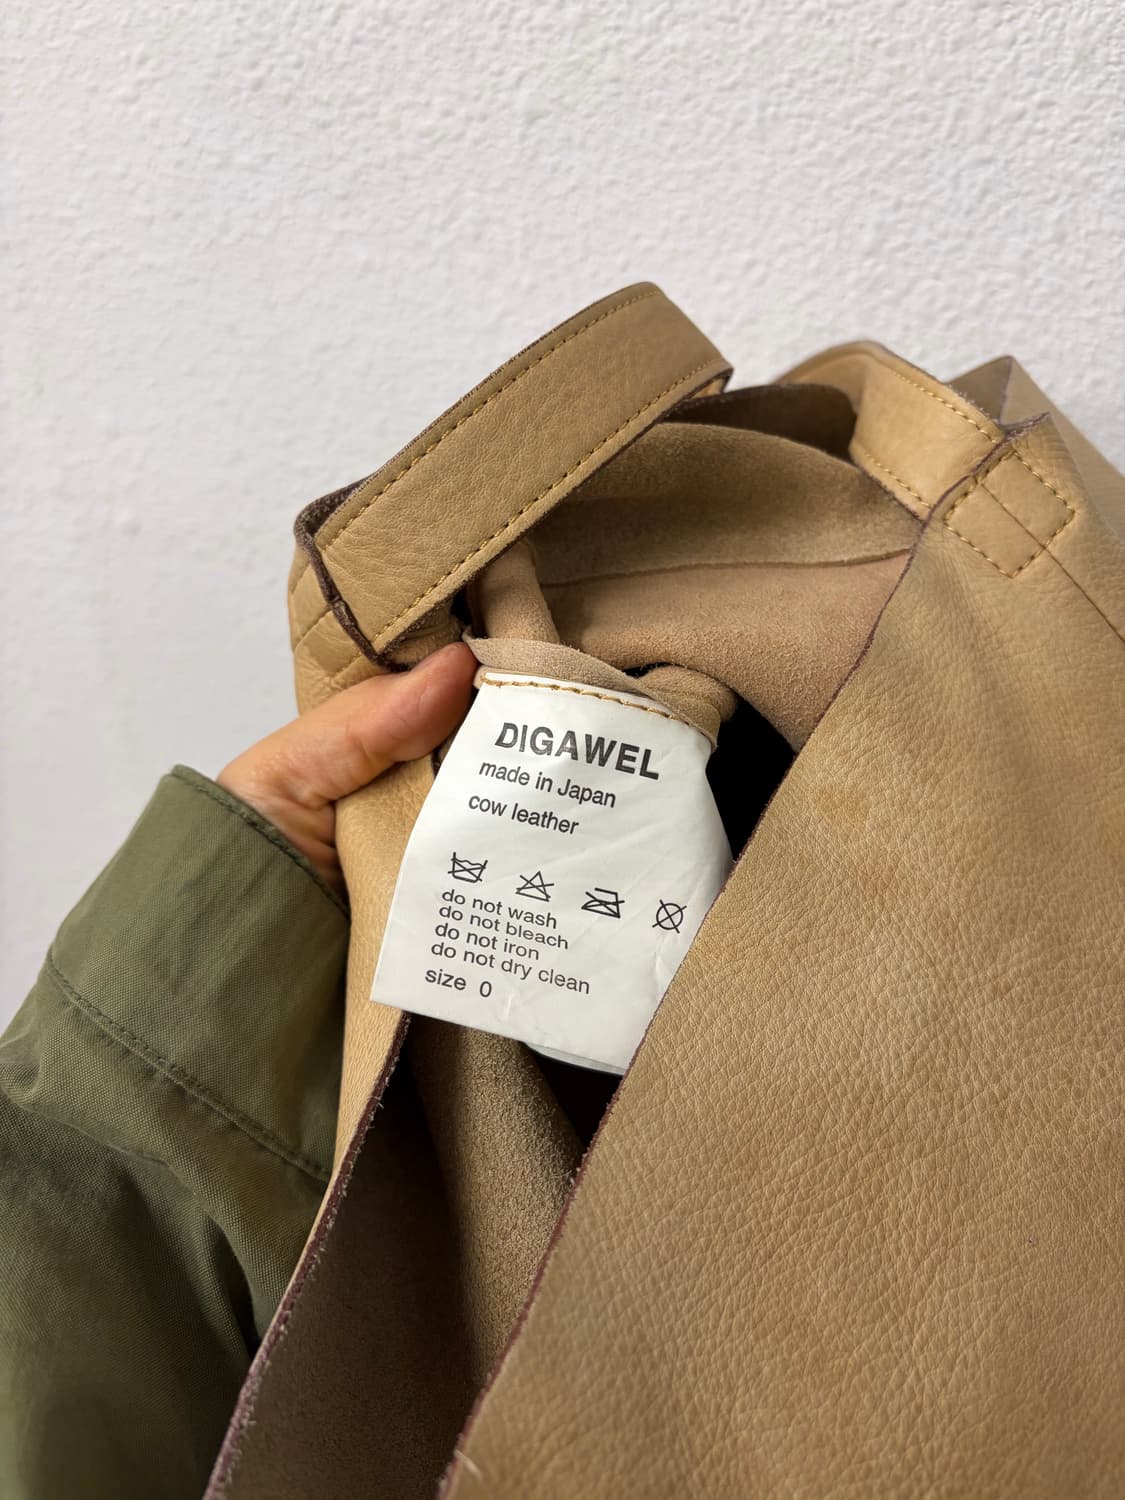 DIGAWEL
made in Japan
cow leather
do not wash
do not bleach
do not iron
do not dry clean
size 0